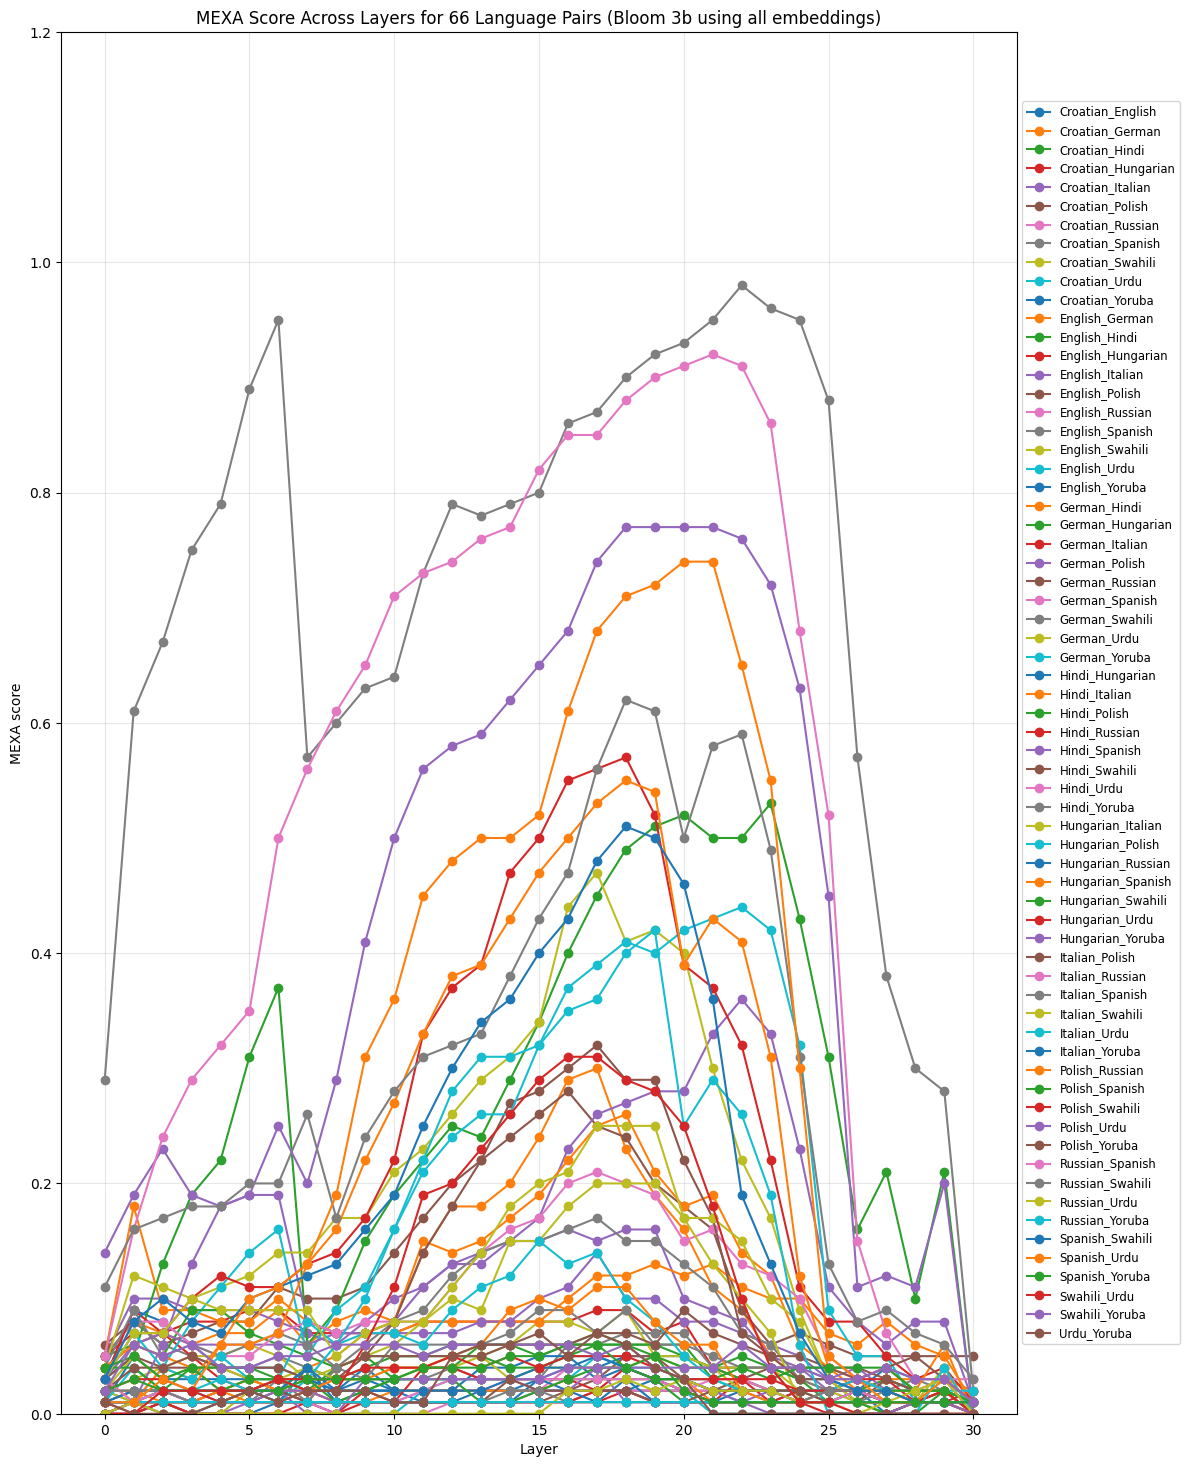 MEXA Score Across Layers for 66 Language Pairs (Bloom 3b using all embeddings)
1.2
1.0
0.8
0.6
0.4
0.2
0.0
MEXA score
0 5 10 15 20 25 30
Layer
Croatian_English
Croatian_German
Croatian_Hindi
Croatian_Hungarian
Croatian_Italian
Croatian_Polish
Croatian_Russian
Croatian_Spanish
Croatian_Swahili
Croatian_Urdu
Croatian_Yoruba
English_German
English_Hindi
English_Hungarian
English_Italian
English_Polish
English_Russian
English_Spanish
English_Swahili
English_Urdu
English_Yoruba
German_Hindi
German_Hungarian
German_Italian
German_Polish
German_Russian
German_Spanish
German_Swahili
German_Urdu
German_Yoruba
Hindi_Hungarian
Hindi_Italian
Hindi_Polish
Hindi_Russian
Hindi_Spanish
Hindi_Swahili
Hindi_Urdu
Hindi_Yoruba
Hungarian_Italian
Hungarian_Polish
Hungarian_Russian
Hungarian_Spanish
Hungarian_Swahili
Hungarian_Urdu
Hungarian_Yoruba
Italian_Polish
Italian_Russian
Italian_Spanish
Italian_Swahili
Italian_Urdu
Italian_Yoruba
Polish_Russian
Polish_Spanish
Polish_Swahili
Polish_Urdu
Polish_Yoruba
Russian_Spanish
Russian_Swahili
Russian_Urdu
Russian_Yoruba
Spanish_Swahili
Spanish_Urdu
Spanish_Yoruba
Swahili_Urdu
Swahili_Yoruba
Urdu_Yoruba